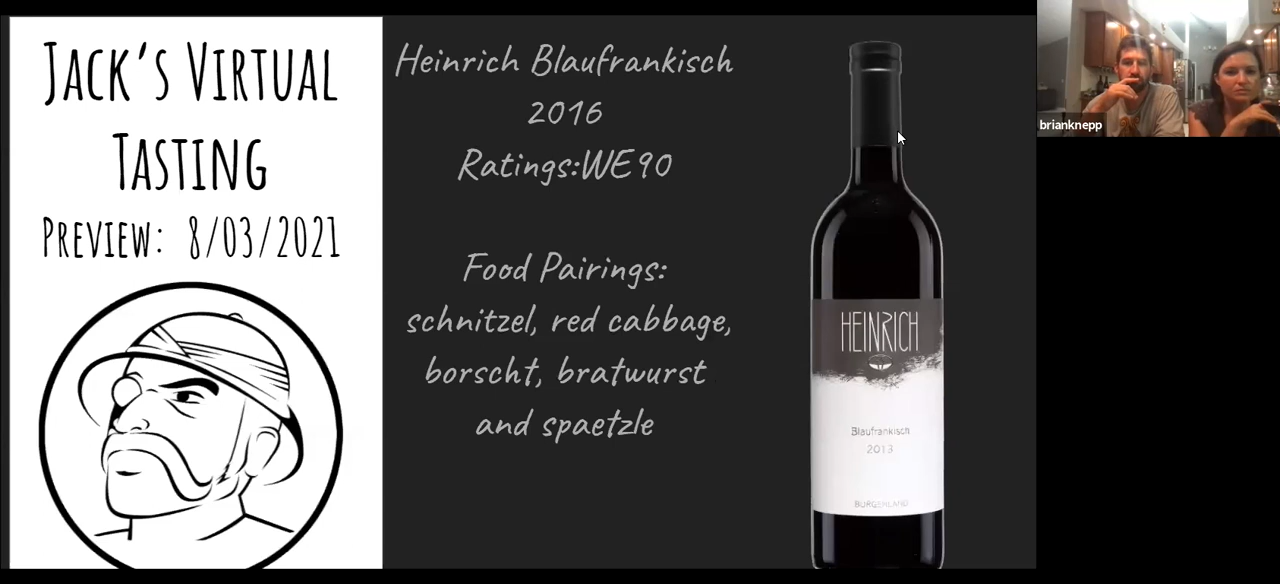 Jack's Virtual
Tasting
Preview: 8/03/2021
Heinrich Blaufrankisch
2016
Ratings:WE90
Food Pairings:
schnitzel, red cabbage,
borscht, bratwurst
and spaetzle
HEINRICH
Blaufrankisch
2013
BURGENLAND
brianknepp